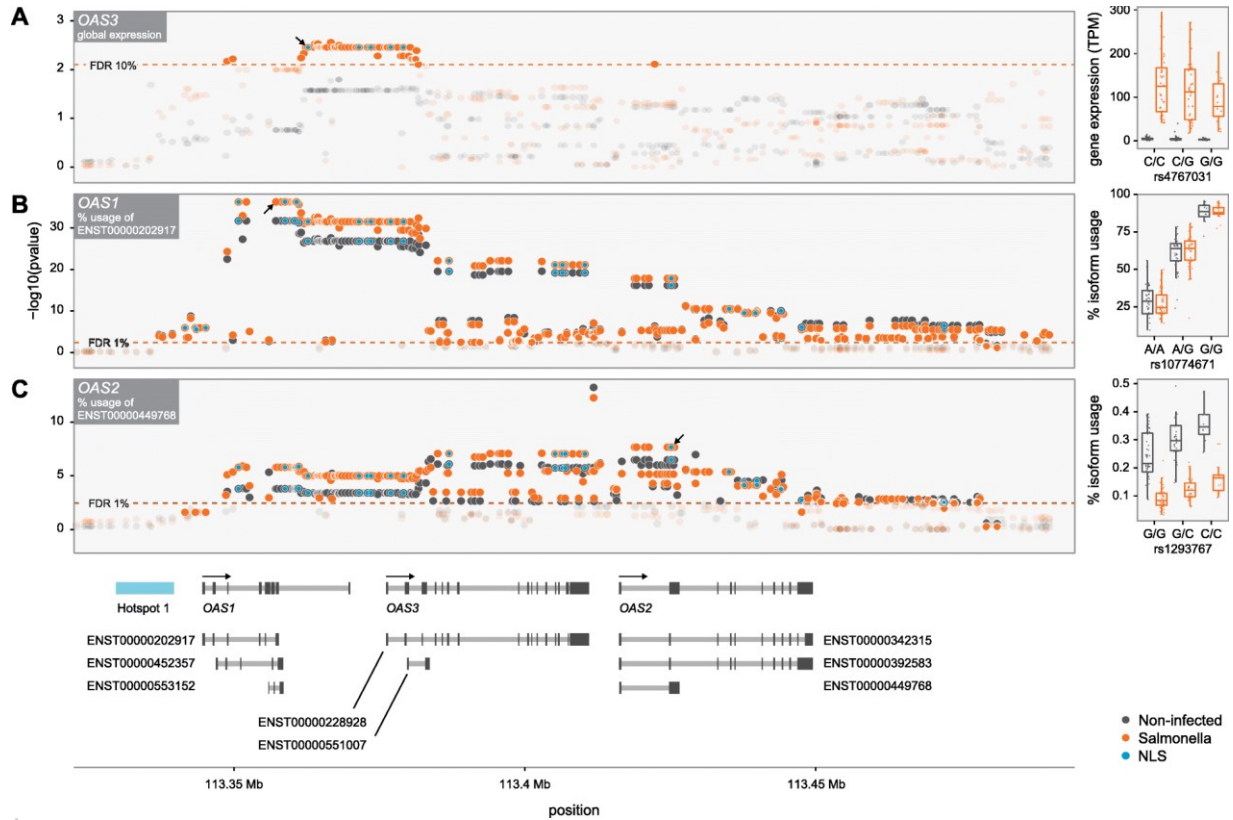 A
OAS3
global expression
3
2
1
0
FDR 10%
gene expression (TPM)
300
200
100
0
C/C C/G G/G
rs4767031
B
OAS1
% usage of
ENST00000202917
−log10(pvalue)
30
20
10
0
FDR 1%
% isoform usage
100
75
50
25
A/A A/G G/G
rs10774671
C
OAS2
% usage of
ENST00000449768
10
5
0
FDR 1%
% isoform usage
0.5
0.4
0.3
0.2
0.1
G/G G/C C/C
rs1293767
Hotspot 1 OAS1 OAS3 OAS2
ENST00000202917 ENST00000342315
ENST00000452357 ENST00000392583
ENST00000553152 ENST00000449768
ENST00000228928
ENST00000551007
Non-infected
Salmonella
NLS
113.35 Mb 113.4 Mb 113.45 Mb
position